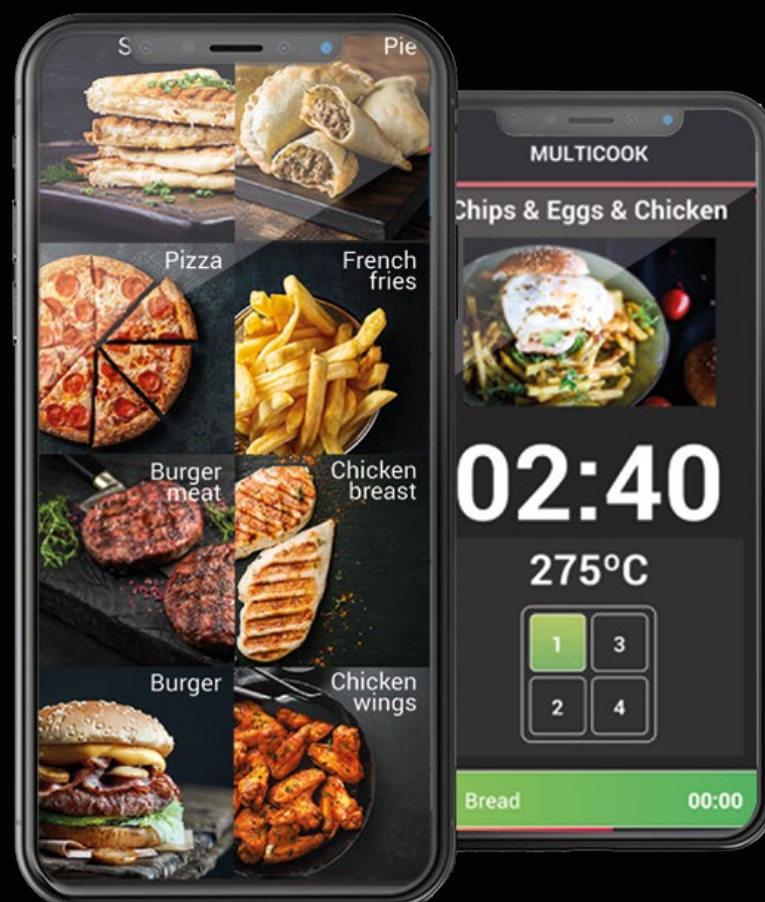 Pie
Pizza
French
fries
Burger
meat
Chicken
breast
Burger
Chicken
wings
MULTICOOK
Chips & Eggs & Chicken
02:40
275ºC
1
3
2
4
Bread
00:00